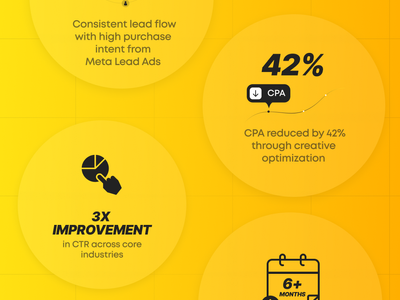 Consistent lead flow
with high purchase
intent from
Meta Lead Ads
42%
CPA
CPA reduced by 42%
through creative
optimization
3X
IMPROVEMENT
in CTR across core
industries
6+
MONTHS